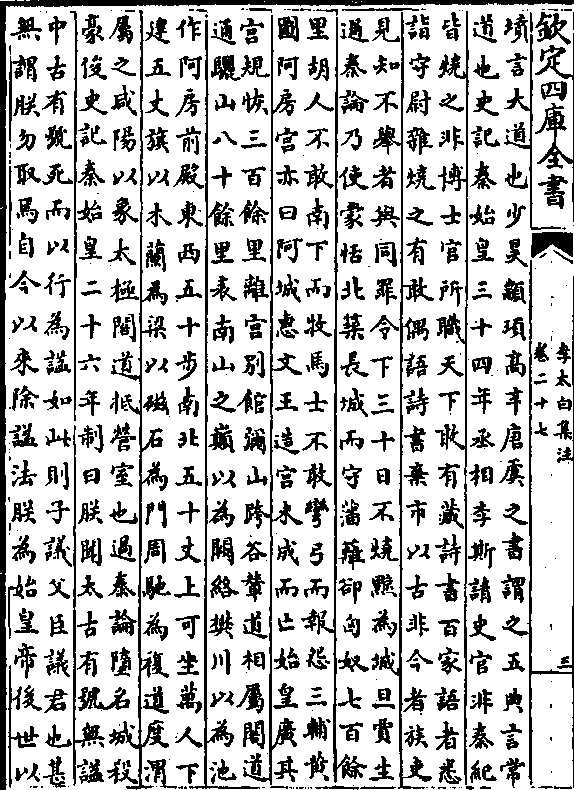 欽定四庫全書
李太白集注
卷二十七
三
墳言大道也少昊顓頊髙辛唐虞之書謂之五典言常
道也史記秦始皇三十四年丞相李斯請史官非秦紀
皆燒之非博士官所職天下敢有藏詩書百家語者悉
詣守尉雜燒之有敢偶語詩書棄市以古非今者族吏
見知不舉者與同罪令下三十日不燒黥為城旦賈生
過秦論乃使蒙恬北築長城而守藩籬卻匈奴七百餘
里胡人不敢南下而牧馬士不敢彎弓而報怨三輔黃
圖阿房宫亦曰阿城惠文王造宫未成而亡始皇廣其
宫規恢三百餘里離宫别館彌山跨谷輦道相屬閣道
通驪山八十餘里表南山之巔以為闕絡樊川以為池
作阿房前殿東西五十步南北五十丈上可坐萬人下
建五丈旗以木蘭為梁以磁石為門周馳為複道度渭
屬之咸陽以象太極閣道抵營室也過秦論墮名城殺
豪俊史記秦始皇二十六年制曰朕聞太古有號無諡
中古有號死而以行為諡如此則子議父臣議君也甚
無謂朕勿取焉自今以來除諡法朕為始皇帝後世以